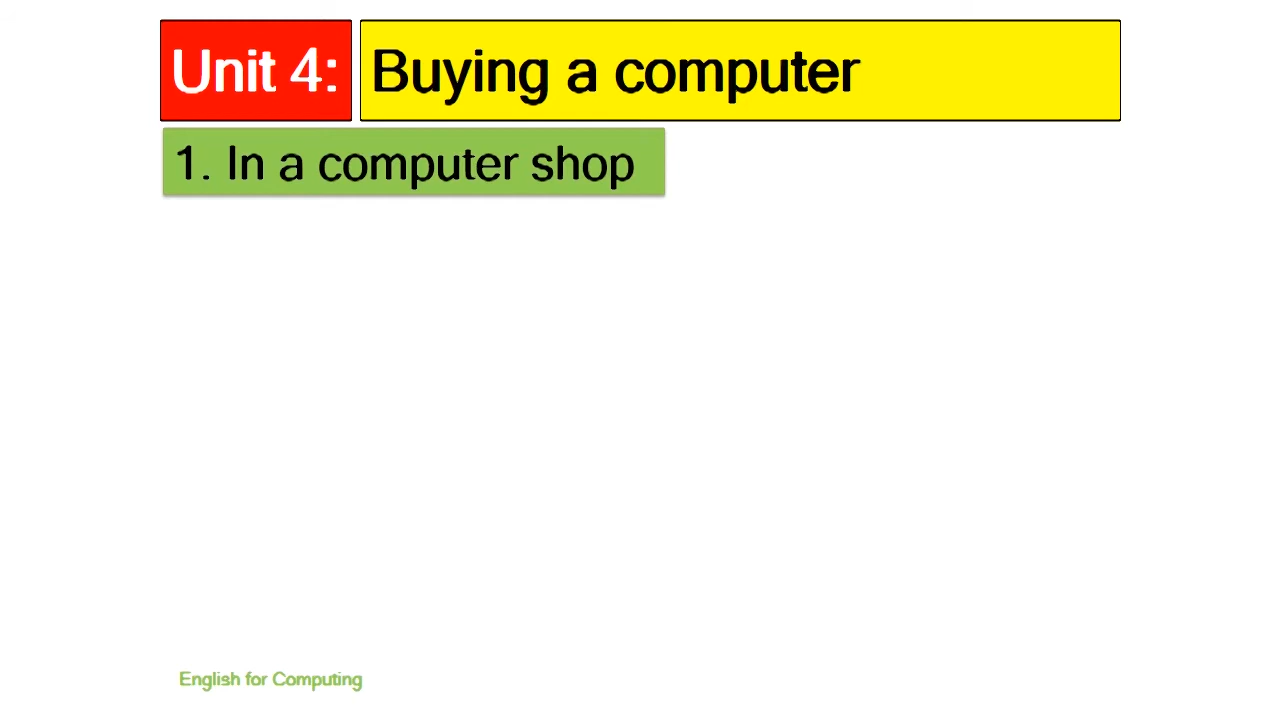 Unit 4: Buying a computer
1. In a computer shop
English for Computing